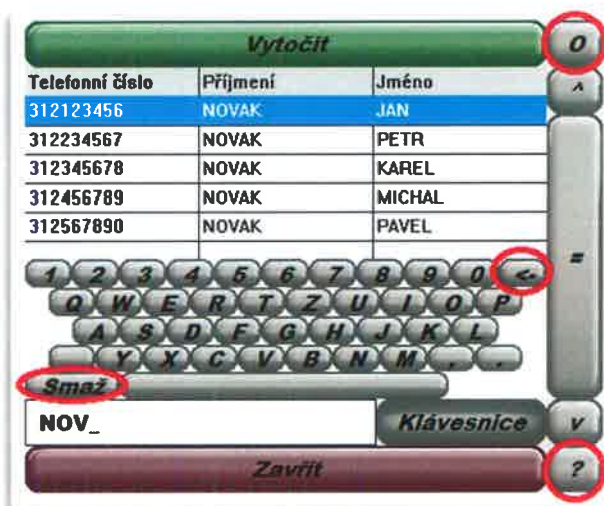 Vytočit O
Telefonní číslo Příjmení Jméno ^
312123456 NOVAK JAN
312234567 NOVAK PETR
312345678 NOVAK KAREL
312456789 NOVAK MICHAL
312567890 NOVAK PAVEL
=
1 2 3 4 5 6 7 8 9 0 <-
Q W E R T Z U I O P
A S D F G H J K L
Y X C V B N M , .
Smaž
NOV_ Klávesnice v
Zavřít ?